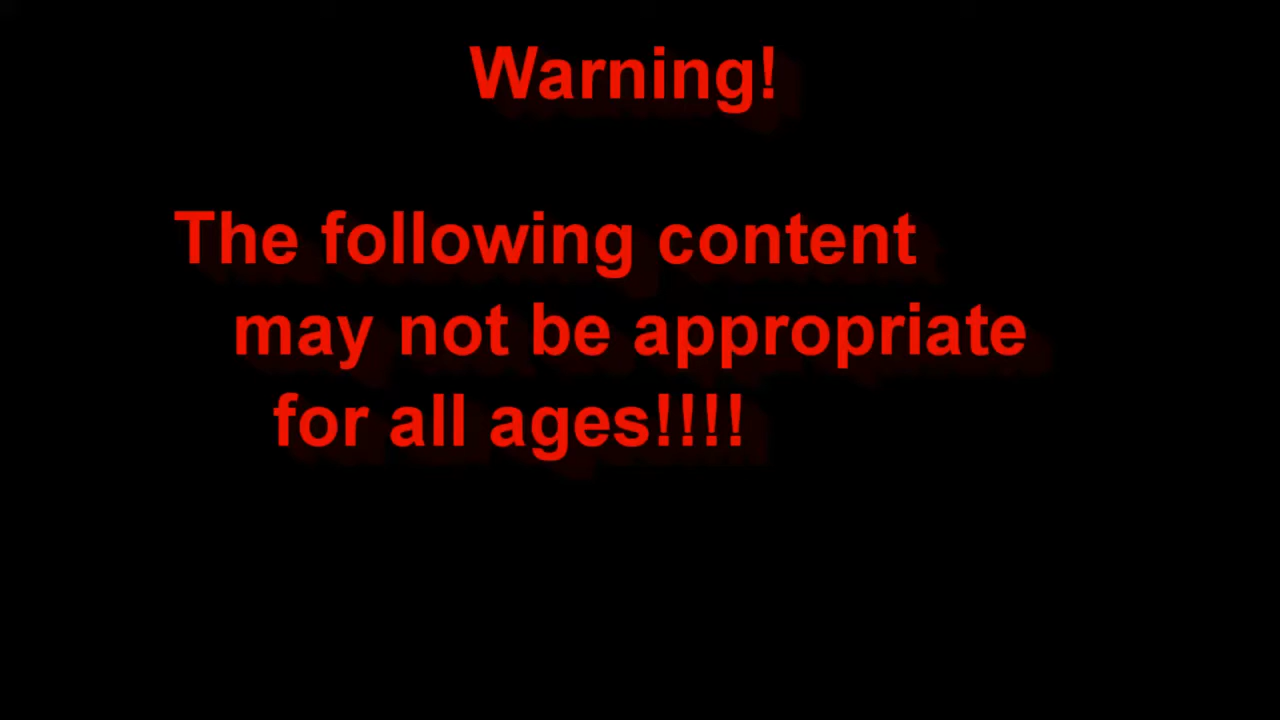 Warning!
The following content
may not be appropriate
for all ages!!!!